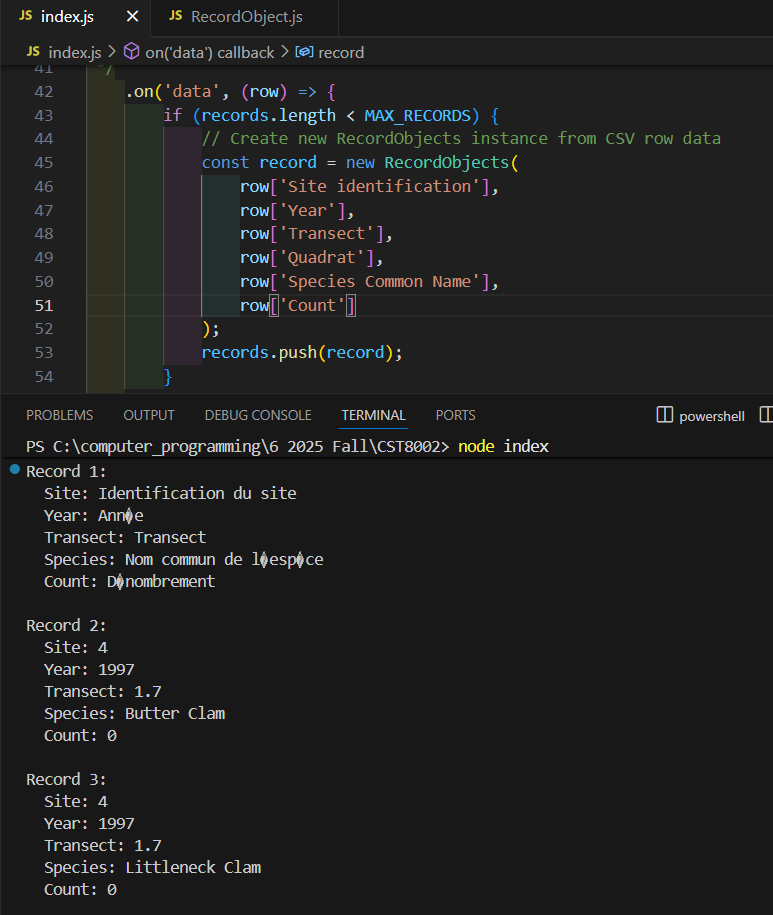 JS index.js × JS RecordObject.js
JS index.js > on('data') callback > record
41 */
42 .on('data', (row) => {
43 if (records.length < MAX_RECORDS) {
44 // Create new RecordObjects instance from CSV row data
45 const record = new RecordObjects(
46 row['Site identification'],
47 row['Year'],
48 row['Transect'],
49 row['Quadrat'],
50 row['Species Common Name'],
51 row['Count']
52 );
53 records.push(record);
54 }
PROBLEMS OUTPUT DEBUG CONSOLE TERMINAL PORTS powershell
PS C:\computer_programming\6 2025 Fall\CST8002> node index
Record 1:
Site: Identification du site
Year: Ann�e
Transect: Transect
Species: Nom commun de l�esp�ce
Count: D�nombrement
Record 2:
Site: 4
Year: 1997
Transect: 1.7
Species: Butter Clam
Count: 0
Record 3:
Site: 4
Year: 1997
Transect: 1.7
Species: Littleneck Clam
Count: 0